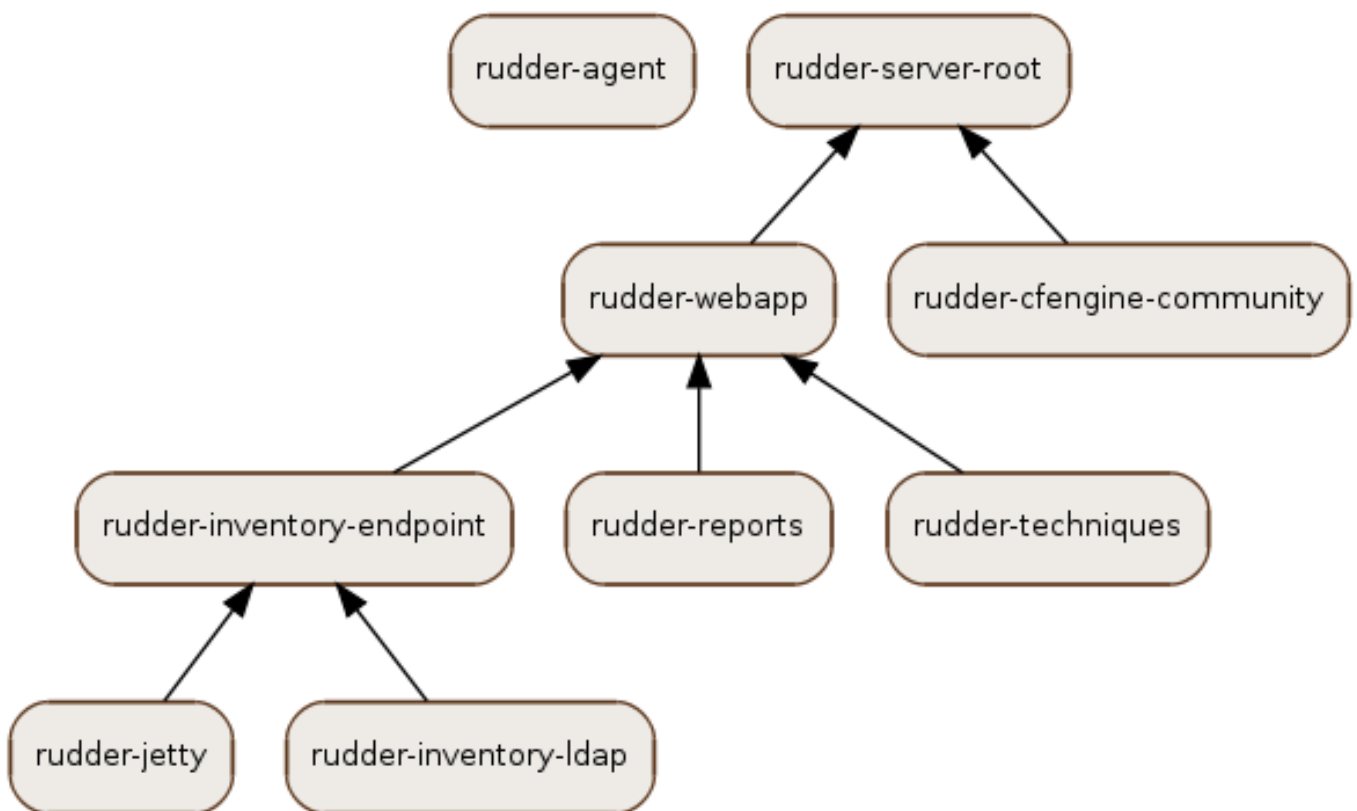 rudder-agent
rudder-server-root
rudder-webapp
rudder-cfengine-community
rudder-inventory-endpoint
rudder-reports
rudder-techniques
rudder-jetty
rudder-inventory-ldap